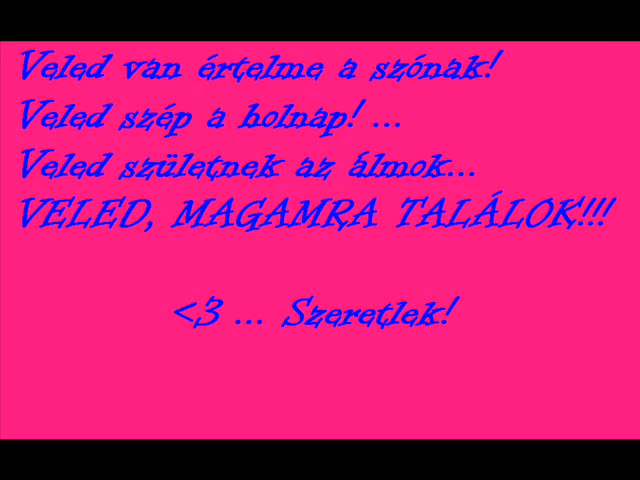 Veled van értelme a szónak!
Veled szép a holnap! ...
Veled születnek az álmok...
VELED, MAGAMRA TALÁLOK!!!
<3 ... Szeretlek!